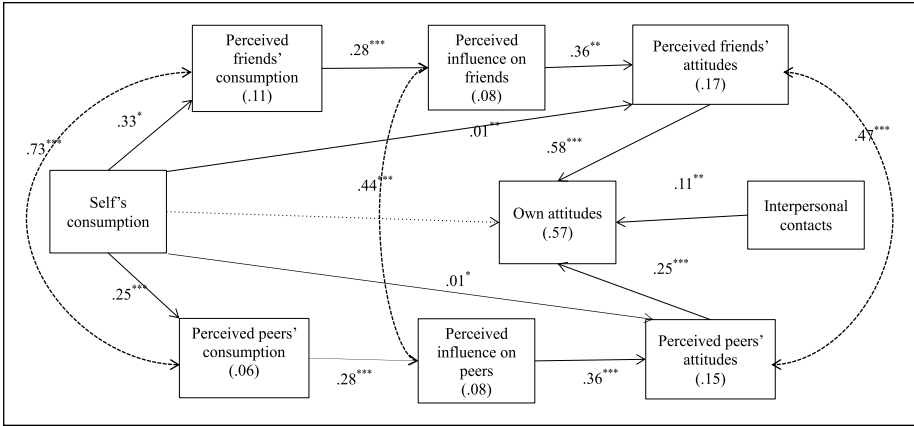 Perceived
friends’
consumption
(.11)
.28***
Perceived
influence on
friends
(.08)
.36**
Perceived friends’
attitudes
(.17)
.33*
.01**
.73***
.58***
.47***
.44***
.11**
Self’s
consumption
Own attitudes
(.57)
Interpersonal
contacts
.25***
.01*
.25***
Perceived peers’
consumption
(.06)
.28***
Perceived
influence on
peers
(.08)
.36***
Perceived peers’
attitudes
(.15)